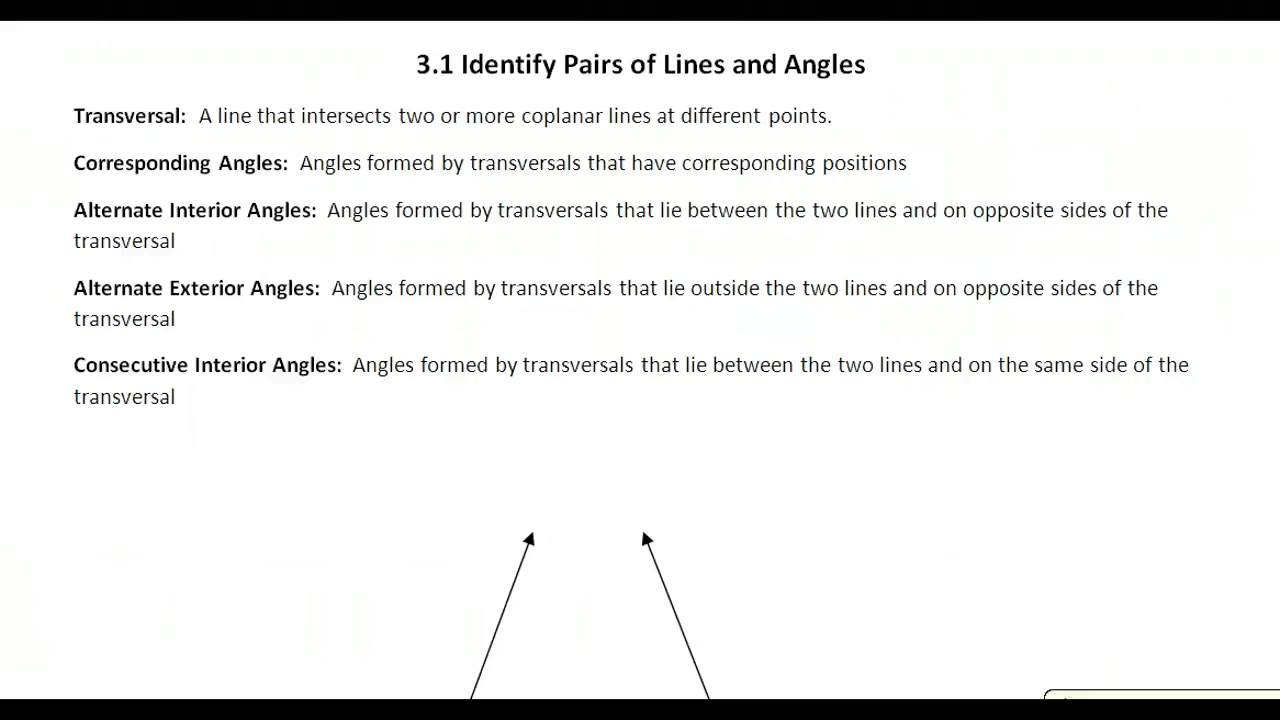 3.1 Identify Pairs of Lines and Angles
Transversal: A line that intersects two or more coplanar lines at different points.
Corresponding Angles: Angles formed by transversals that have corresponding positions
Alternate Interior Angles: Angles formed by transversals that lie between the two lines and on opposite sides of the
transversal
Alternate Exterior Angles: Angles formed by transversals that lie outside the two lines and on opposite sides of the
transversal
Consecutive Interior Angles: Angles formed by transversals that lie between the two lines and on the same side of the
transversal